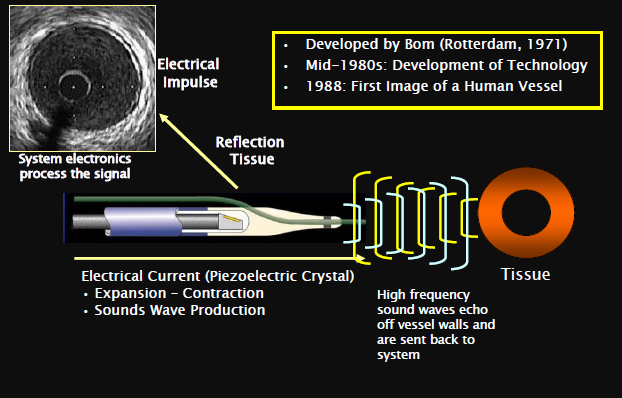 Electrical
Impulse
• Developed by Bom (Rotterdam, 1971)
• Mid-1980s: Development of Technology
• 1988: First Image of a Human Vessel
Reflection
Tissue
System electronics
process the signal
Electrical Current (Piezoelectric Crystal)
• Expansion – Contraction
• Sounds Wave Production
High frequency
sound waves echo
off vessel walls and
are sent back to
system
Tissue